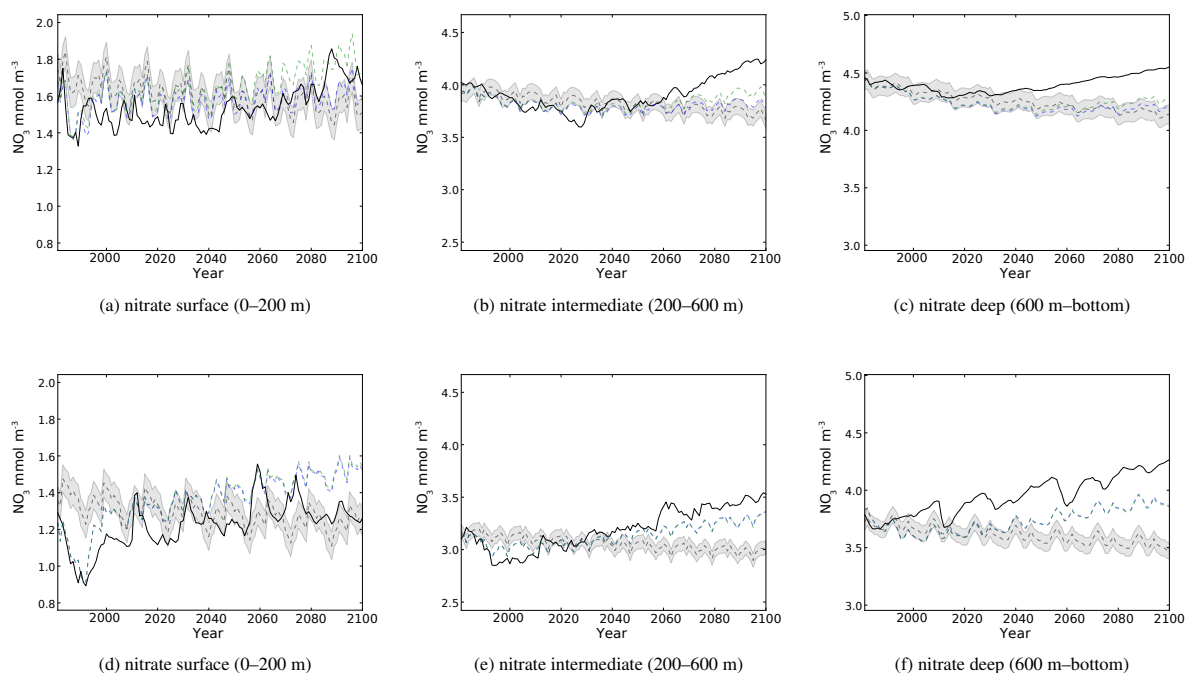 2.0
1.8
1.6
1.4
1.2
1.0
0.8
NO3 mmol m⁻³
2000 2020 2040 2060 2080 2100
Year
(a) nitrate surface (0–200 m)
4.5
4.0
3.5
3.0
2.5
NO3 mmol m⁻³
2000 2020 2040 2060 2080 2100
Year
(b) nitrate intermediate (200–600 m)
5.0
4.5
4.0
3.5
3.0
NO3 mmol m⁻³
2000 2020 2040 2060 2080 2100
Year
(c) nitrate deep (600 m–bottom)
2.0
1.8
1.6
1.4
1.2
1.0
0.8
NO3 mmol m⁻³
2000 2020 2040 2060 2080 2100
Year
(d) nitrate surface (0–200 m)
4.5
4.0
3.5
3.0
2.5
NO3 mmol m⁻³
2000 2020 2040 2060 2080 2100
Year
(e) nitrate intermediate (200–600 m)
5.0
4.5
4.0
3.5
3.0
NO3 mmol m⁻³
2000 2020 2040 2060 2080 2100
Year
(f) nitrate deep (600 m–bottom)